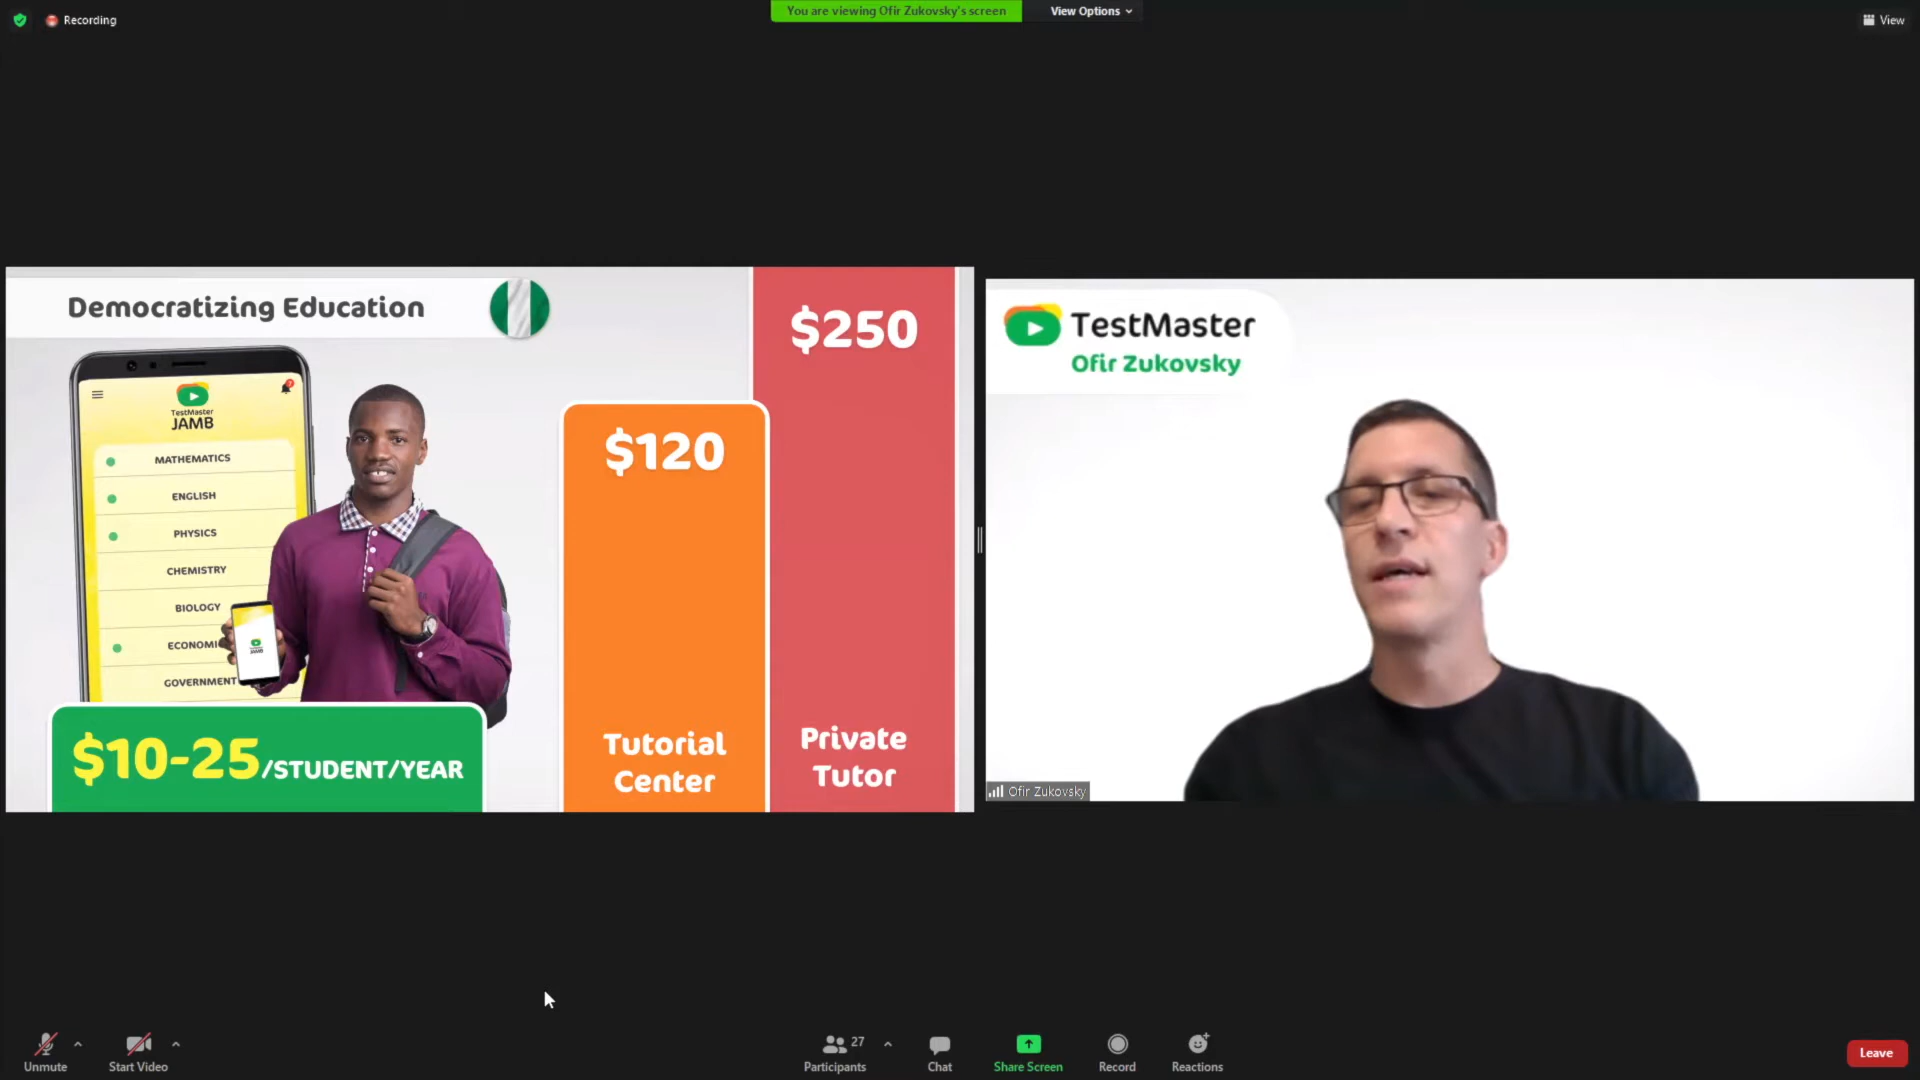 Recording
You are viewing Ofir Zukovsky's screen
View Options
View
Democratizing Education
TestMaster
JAMB
MATHEMATICS
ENGLISH
PHYSICS
CHEMISTRY
BIOLOGY
ECONOMI
GOVERNMENT
JAMB
$10-25/STUDENT/YEAR
$120
Tutorial
Center
$250
Private
Tutor
TestMaster
Ofir Zukovsky
Ofir Zukovsky
Unmute
Start Video
27
Participants
Chat
Share Screen
Record
Reactions
Leave